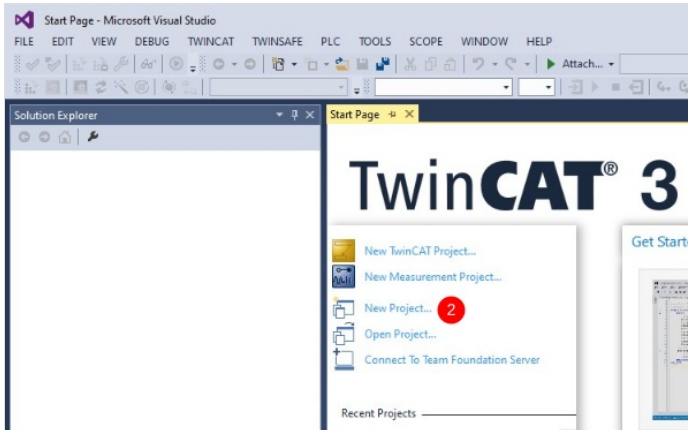 Start Page - Microsoft Visual Studio
FILE EDIT VIEW DEBUG TWINCAT TWINSAFE PLC TOOLS SCOPE WINDOW HELP
Attach...
Solution Explorer
Start Page
TwinCAT® 3
New TwinCAT Project...
Get Starte
New Measurement Project...
New Project... 2
Open Project...
Connect To Team Foundation Server
Recent Projects